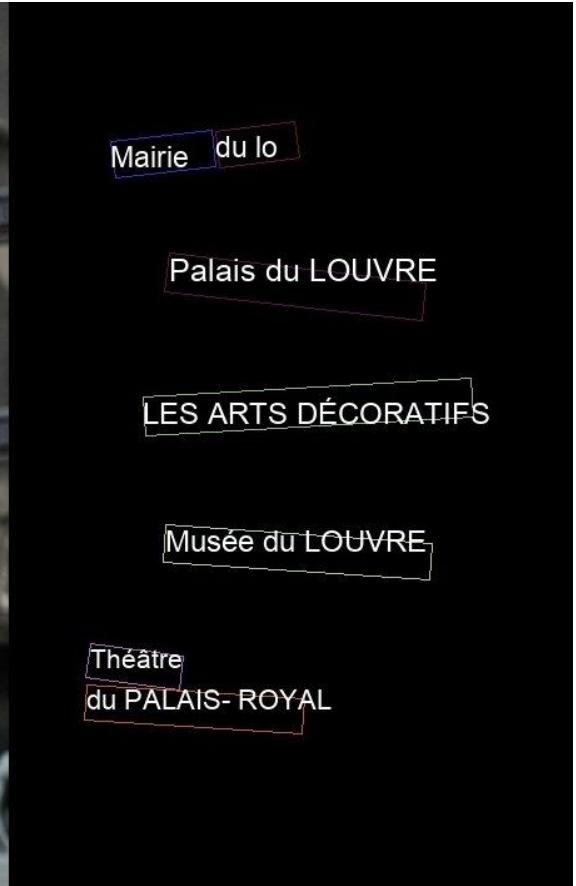 Mairie du lo
Palais du LOUVRE
LES ARTS DÉCORATIFS
Musée du LOUVRE
Théâtre
du PALAIS- ROYAL